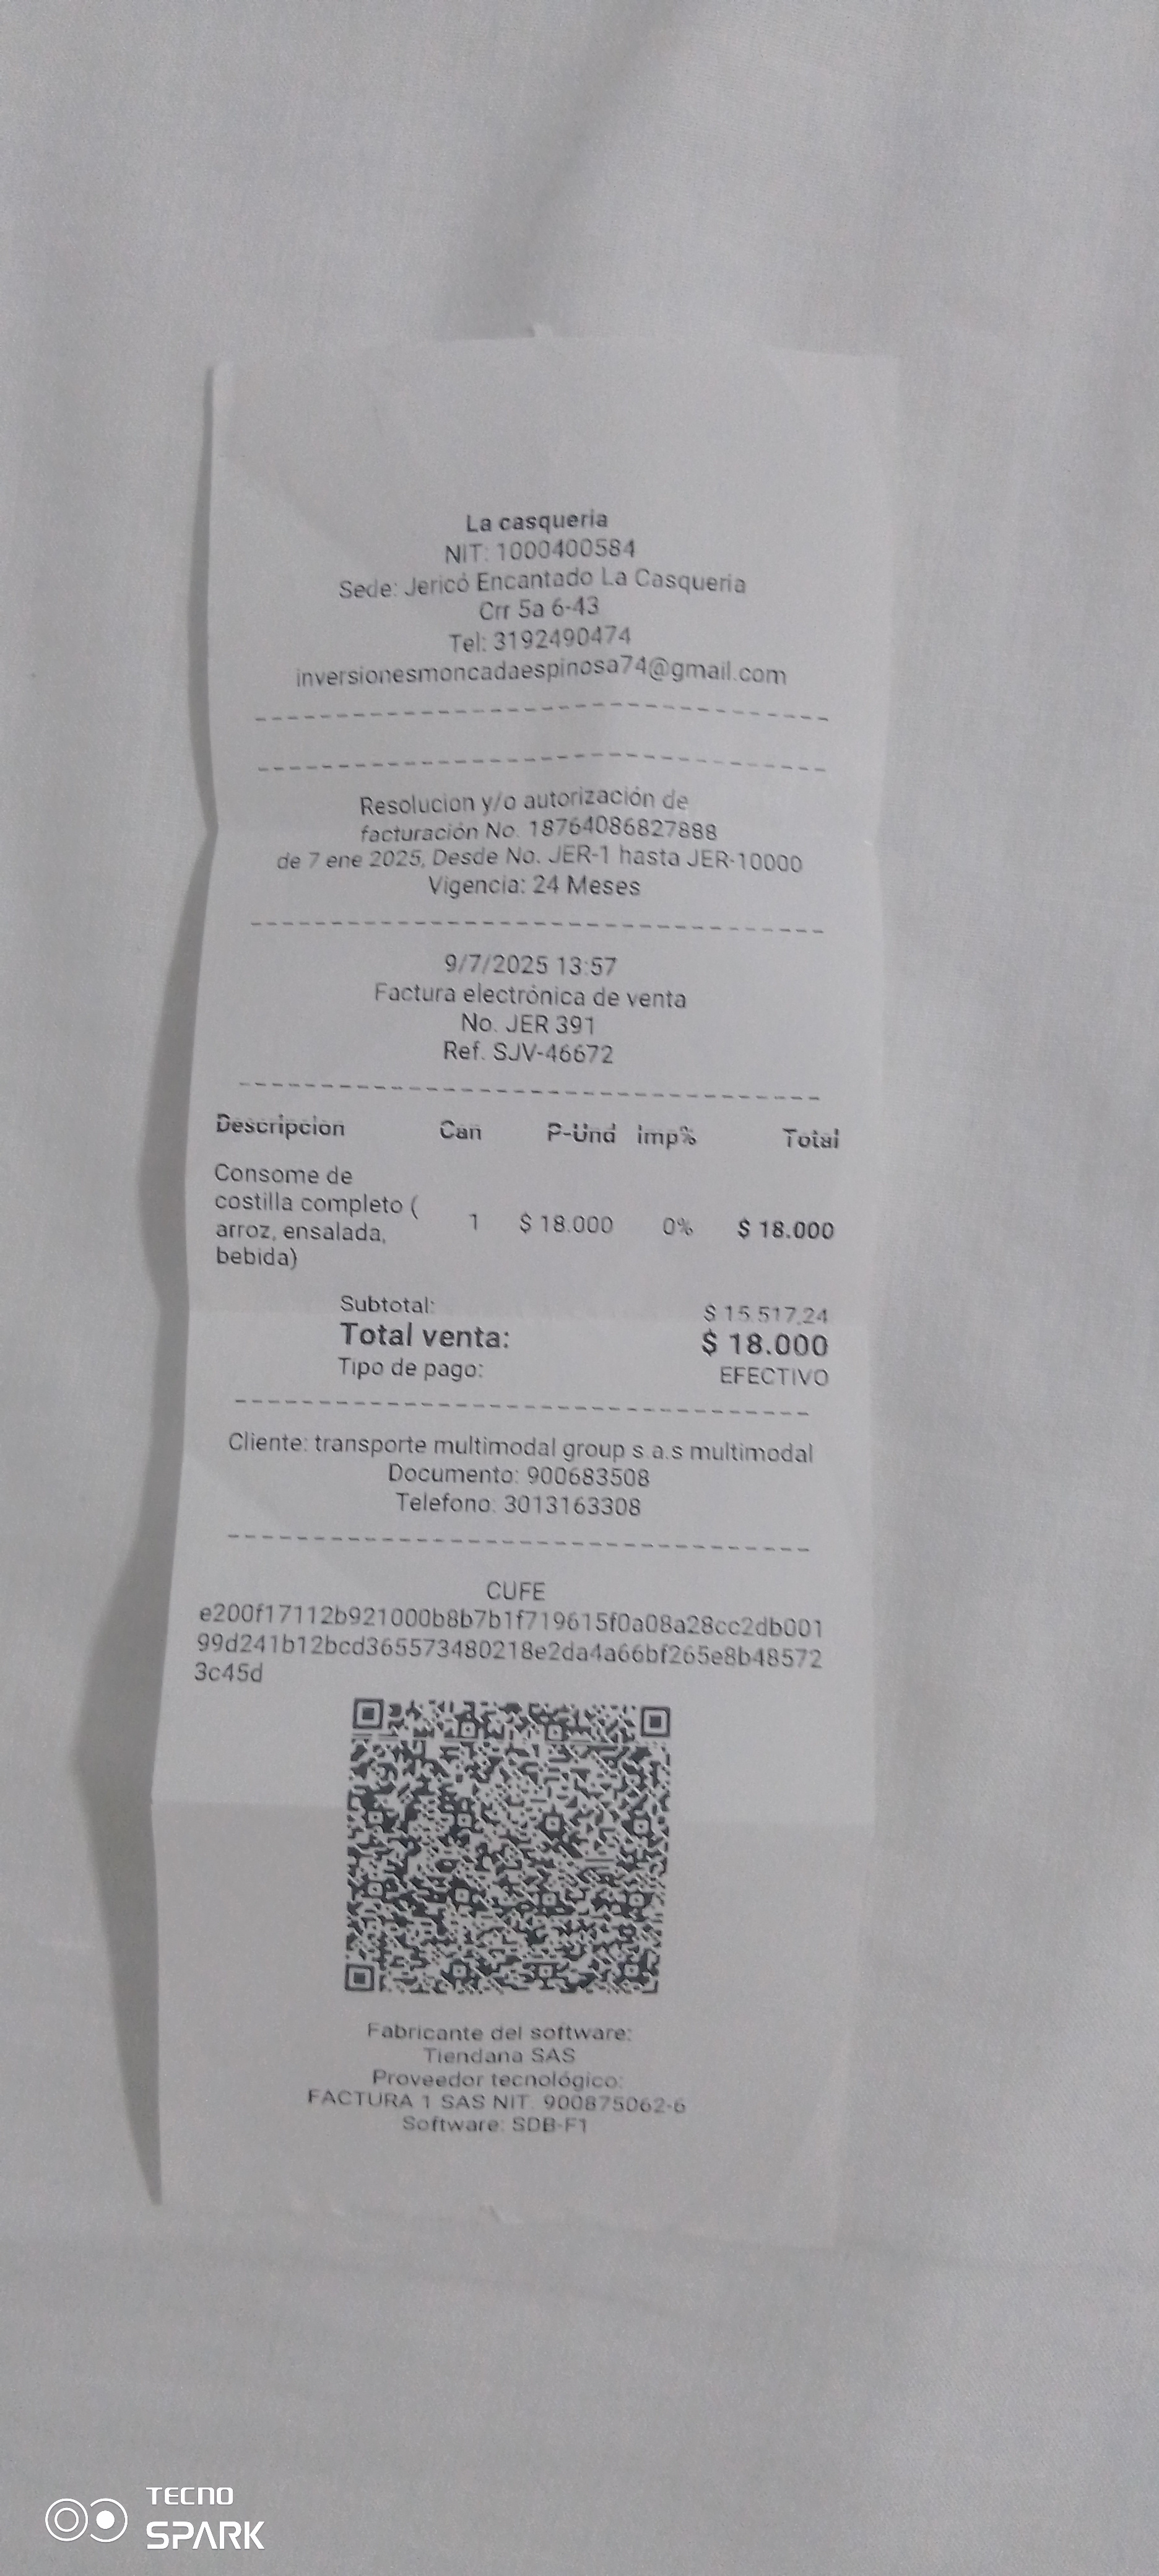 La casqueria
NIT: 1000400584
Sede: Jericó Encantado La Casqueria
Crr 5a 6-43
Tel: 3192490474
inversionesmoncadaespinosa74@gmail.com
Resolucion y/o autorización de
facturación No. 18764086827888
de 7 ene 2025, Desde No. JER-1 hasta JER-10000
Vigencia: 24 Meses
9/7/2025 13:57
Factura electrónica de venta
No. JER 391
Ref. SJV-46672
Descripcion Can P-Und imp% Total
Consome de
costilla completo (
arroz, ensalada, 1 $ 18.000 0% $ 18.000
bebida)
Subtotal: $ 15.517,24
Total venta: $ 18.000
Tipo de pago: EFECTIVO
Cliente: transporte multimodal group s.a.s multimodal
Documento: 900683508
Telefono: 3013163308
CUFE
e200f17112b921000b8b7b1f719615f0a08a28cc2db001
99d241b12bcd365573480218e2da4a66bf265e8b48572
3c45d
Fabricante del software:
Tiendana SAS
Proveedor tecnológico:
FACTURA 1 SAS NIT. 900875062-6
Software: SDB-F1
TECNO
SPARK